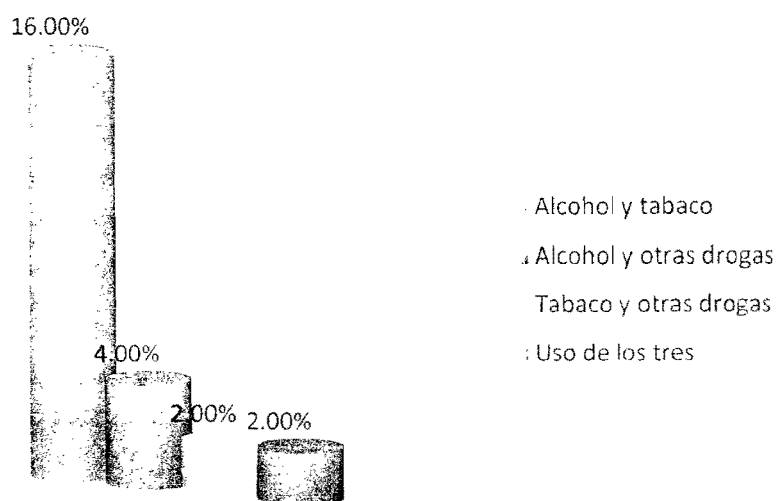 16.00%
4.00%
2.00% 2.00%
Alcohol y tabaco
Alcohol y otras drogas
Tabaco y otras drogas
Uso de los tres